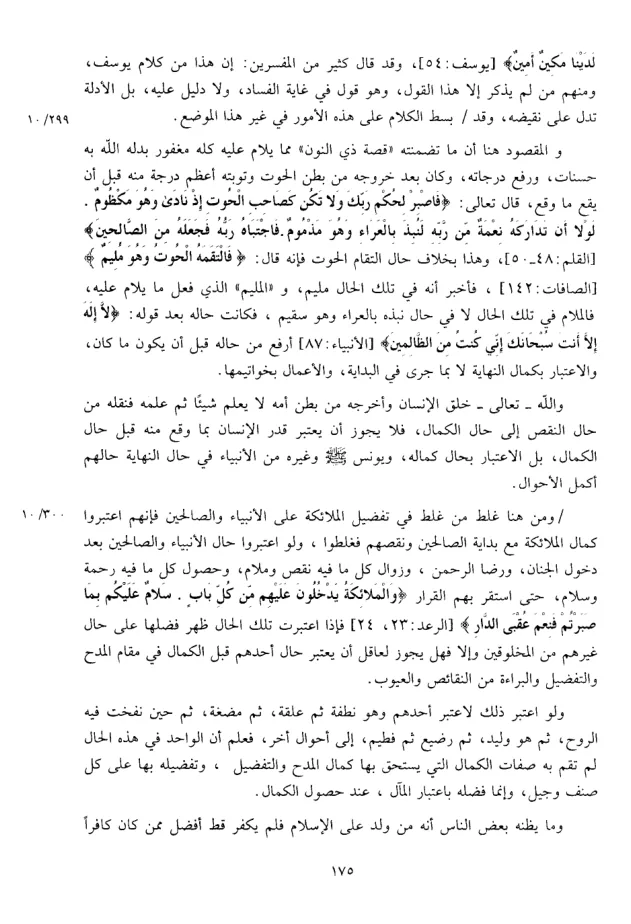 لَدَيْنَا مَكِينٌ أَمِينٌ﴾ [يوسف:٥٤]، وقد قال كثير من المفسرين: إن هذا من كلام يوسف،
ومنهم من لم يذكر إلا هذا القول، وهو قول في غاية الفساد، ولا دليل عليه، بل الأدلة
تدل على نقيضه، وقد / بسط الكلام على هذه الأمور في غير هذا الموضع. ١٠/٢٩٩
و المقصود هنا أن ما تضمنته «قصة ذي النون» مما يلام عليه كله مغفور بدله اللّه به
حسنات، ورفع درجاته، وكان بعد خروجه من بطن الحوت وتوبته أعظم درجة منه قبل أن
يقع ما وقع، قال تعالى: ﴿فَاصْبِرْ لِحُكْمِ رَبِّكَ وَلَا تَكُن كَصَاحِبِ الْحُوتِ إِذْ نَادَىٰ وَهُوَ مَكْظُومٌ .
لَوْلَا أَن تَدَارَكَهُ نِعْمَةٌ مِّن رَّبِّهِ لَنُبِذَ بِالْعَرَاءِ وَهُوَ مَذْمُومٌ.فَاجْتَبَاهُ رَبُّهُ فَجَعَلَهُ مِنَ الصَّالِحِينَ﴾
[القلم:٤٨ـ٥٠]، وهذا بخلاف حال التقام الحوت فإنه قال: ﴿ فَالْتَقَمَهُ الْحُوتُ وَهُوَ مُلِيمٌ ﴾
[الصافات:١٤٢] ، فأخبر أنه في تلك الحال مليم، و «المليم» الذي فعل ما يلام عليه،
فالملام في تلك الحال لا في حال نبذه بالعراء وهو سقيم ، فكانت حاله بعد قوله: ﴿لَا إِلَهَ
إِلاَّ أَنتَ سُبْحَانَكَ إِنِّي كُنتُ مِنَ الظَّالِمِينَ﴾ [الأنبياء:٨٧] أرفع من حاله قبل أن يكون ما كان،
والاعتبار بكمال النهاية لا بما جرى في البداية، والأعمال بخواتيمها.
واللّه ـ تعالى ـ خلق الإنسان وأخرجه من بطن أمه لا يعلم شيئًا ثم علمه فنقله من
حال النقص إلى حال الكمال، فلا يجوز أن يعتبر قدر الإنسان بما وقع منه قبل حال
الكمال، بل الاعتبار بحال كماله، ويونس ﷺ وغيره من الأنبياء في حال النهاية حالهم
أكمل الأحوال.
/ ومن هنا غلط من غلط في تفضيل الملائكة على الأنبياء والصالحين فإنهم اعتبروا ١٠/٣٠٠
كمال الملائكة مع بداية الصالحين ونقصهم فغلطوا ، ولو اعتبروا حال الأنبياء والصالحين بعد
دخول الجنان، ورضا الرحمن ، وزوال كل ما فيه نقص وملام، وحصول كل ما فيه رحمة
وسلام، حتى استقر بهم القرار ﴿وَالْمَلَائِكَةُ يَدْخُلُونَ عَلَيْهِم مِّن كُلِّ بَابٍ . سَلَامٌ عَلَيْكُم بِمَا
صَبَرْتُمْ فَنِعْمَ عُقْبَى الدَّارِ ﴾ [الرعد:٢٣، ٢٤] فإذا اعتبرت تلك الحال ظهر فضلها على حال
غيرهم من المخلوقين وإلا فهل يجوز لعاقل أن يعتبر حال أحدهم قبل الكمال في مقام المدح
والتفضيل والبراءة من النقائص والعيوب.
ولو اعتبر ذلك لاعتبر أحدهم وهو نطفة ثم علقة، ثم مضغة، ثم حين نفخت فيه
الروح، ثم هو وليد، ثم رضيع ثم فطيم، إلى أحوال أخر، فعلم أن الواحد في هذه الحال
لم تقم به صفات الكمال التي يستحق بها كمال المدح والتفضيل ، وتفضيله بها على كل
صنف وجيل، وإنما فضله باعتبار المآل ، عند حصول الكمال.
وما يظنه بعض الناس أنه من ولد على الإسلام فلم يكفر قط أفضل ممن كان كافراً
١٧٥